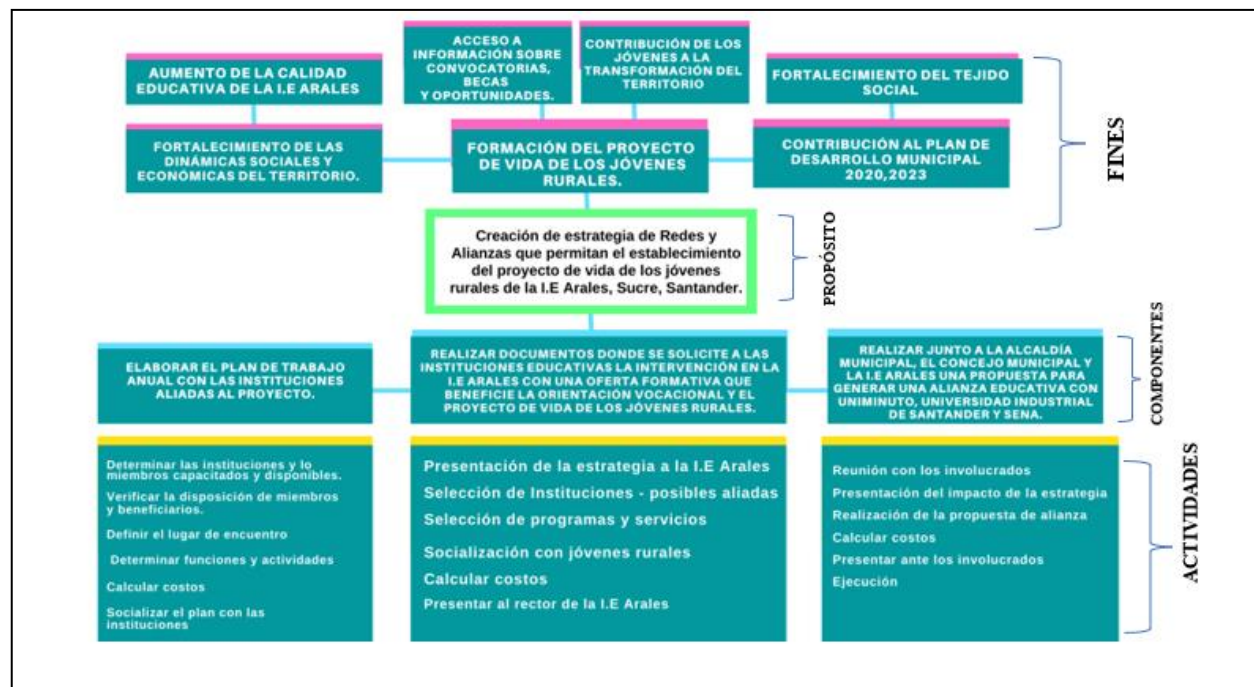 AUMENTO DE LA CALIDAD
EDUCATIVA DE LA I.E ARALES
ACCESO A
INFORMACIÓN SOBRE
CONVOCATORIAS,
BECAS
Y OPORTUNIDADES.
CONTRIBUCIÓN DE LOS
JÓVENES A LA
TRANSFORMACIÓN DEL
TERRITORIO
FORTALECIMIENTO DEL TEJIDO
SOCIAL
FORTALECIMIENTO DE LAS
DINÁMICAS SOCIALES Y
ECONÓMICAS DEL TERRITORIO.
FORMACIÓN DEL PROYECTO
DE VIDA DE LOS JÓVENES
RURALES.
CONTRIBUCIÓN AL PLAN DE
DESARROLLO MUNICIPAL
2020,2023
FINES
Creación de estrategia de Redes y
Alianzas que permitan el establecimiento
del proyecto de vida de los jóvenes
rurales de la I.E Arales, Sucre, Santander.
PROPÓSITO
ELABORAR EL PLAN DE TRABAJO
ANUAL CON LAS INSTITUCIONES
ALIADAS AL PROYECTO.
REALIZAR DOCUMENTOS DONDE SE SOLICITE A LAS
INSTITUCIONES EDUCATIVAS LA INTERVENCIÓN EN LA
I.E ARALES CON UNA OFERTA FORMATIVA QUE
BENEFICIE LA ORIENTACIÓN VOCACIONAL Y EL
PROYECTO DE VIDA DE LOS JÓVENES RURALES.
REALIZAR JUNTO A LA ALCALDÍA
MUNICIPAL, EL CONCEJO MUNICIPAL Y
LA I.E ARALES UNA PROPUESTA PARA
GENERAR UNA ALIANZA EDUCATIVA CON
UNIMINUTO, UNIVERSIDAD INDUSTRIAL
DE SANTANDER Y SENA.
COMPONENTES
Determinar las instituciones y lo
miembros capacitados y disponibles.
Verificar la disposición de miembros
y beneficiarios.
Definir el lugar de encuentro
Determinar funciones y actividades
Calcular costos
Socializar el plan con las
instituciones
Presentación de la estrategia a la I.E Arales
Selección de Instituciones - posibles aliadas
Selección de programas y servicios
Socialización con jóvenes rurales
Calcular costos
Presentar al rector de la I.E Arales
Reunión con los involucrados
Presentación del impacto de la estrategia
Realización de la propuesta de alianza
Calcular costos
Presentar ante los involucrados
Ejecución
ACTIVIDADES